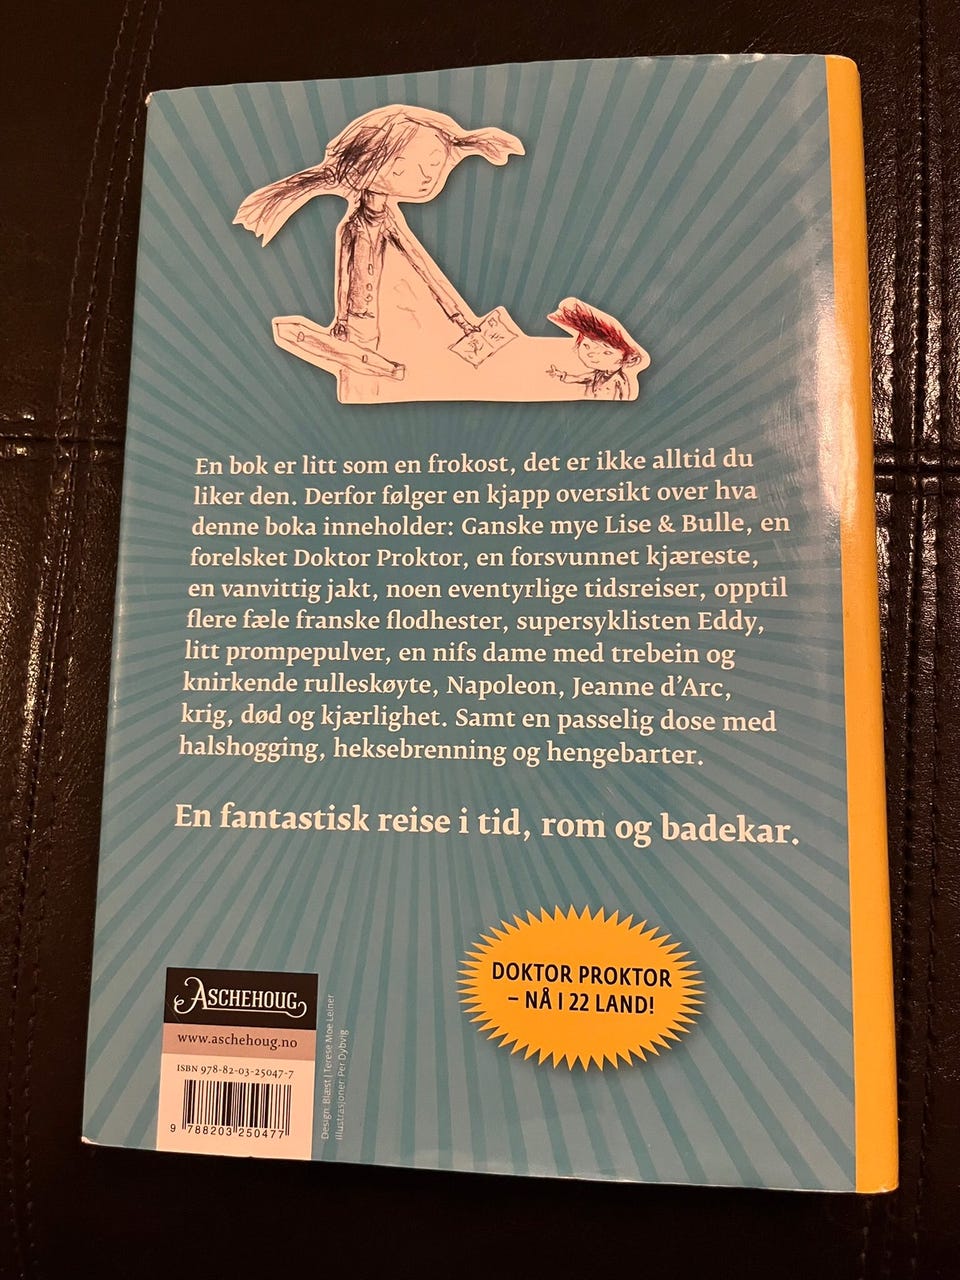 En bok er litt som en frokost, det er ikke alltid du
liker den. Derfor følger en kjapp oversikt over hva
denne boka inneholder: Ganske mye Lise & Bulle, en
forelsket Doktor Proktor, en forsvunnet kjæreste,
en vanvittig jakt, noen eventyrlige tidsreiser, opptil
flere fæle franske flodhester, supersyklisten Eddy,
litt prompepulver, en nifs dame med trebein og
knirkende rulleskøyte, Napoleon, Jeanne d’Arc,
krig, død og kjærlighet. Samt en passelig dose med
halshogging, heksebrenning og hengebarter.
En fantastisk reise i tid, rom og badekar.
DOKTOR PROKTOR
– NÅ I 22 LAND!
ASCHEHOUG
www.aschehoug.no
ISBN 978-82-03-25047-7
9 788203 250477
Design: Blæst | Terese Moe Leiner
Illustrasjoner: Per Dybvig